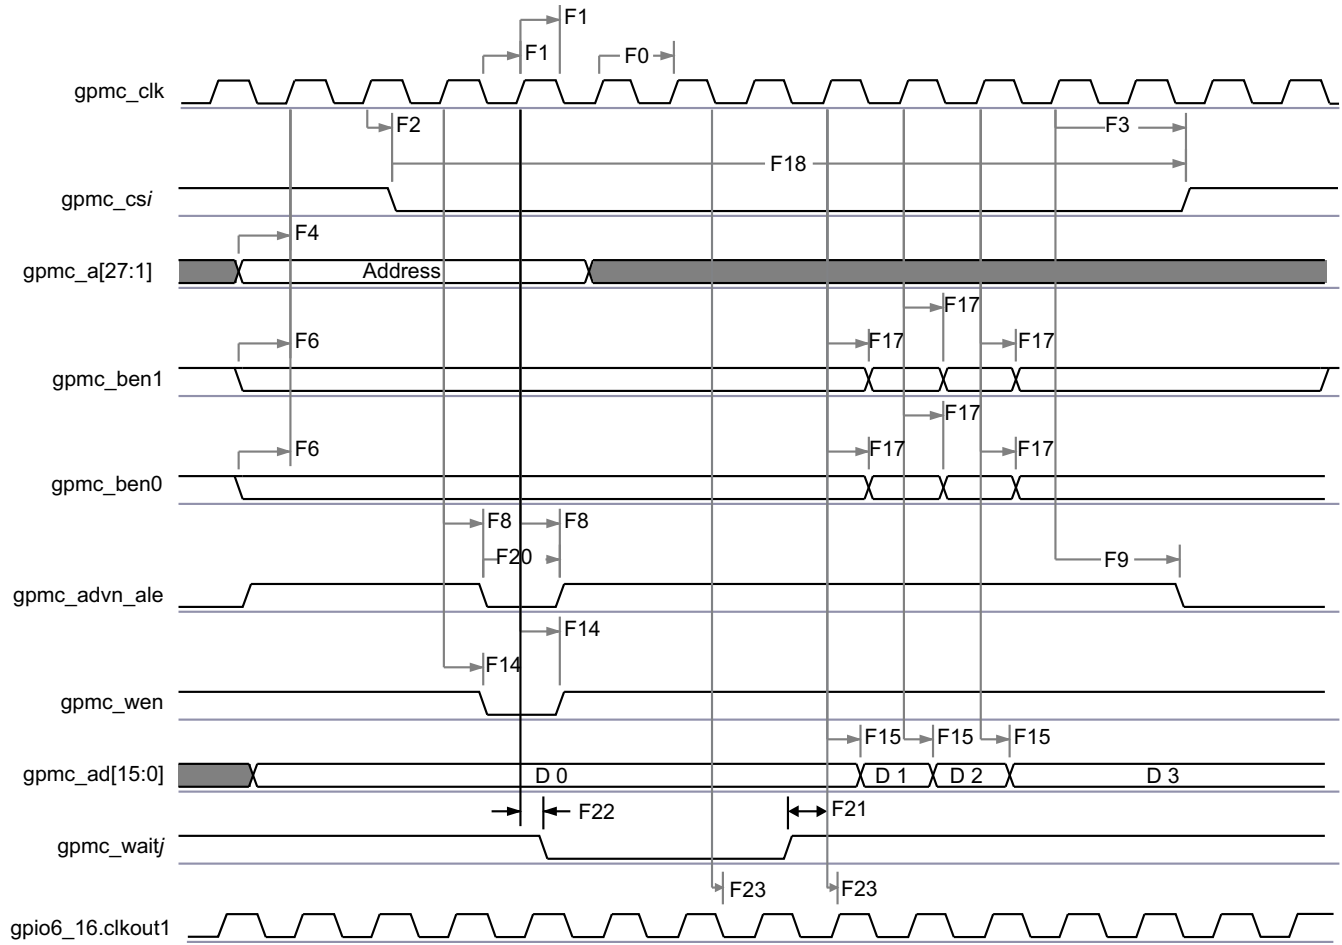 F1
F1
F0
gpmc_clk
F2
F3
F18
gpmc_csi
F4
gpmc_a[27:1]
Address
F17
F6
F17
F17
gpmc_ben1
F17
F6
F17
F17
gpmc_ben0
F8
F8
F20
F9
gpmc_advn_ale
F14
F14
gpmc_wen
F15
F15
F15
gpmc_ad[15:0]
D 0
D 1
D 2
D 3
F22
F21
gpmc_waitj
F23
F23
gpio6_16.clkout1